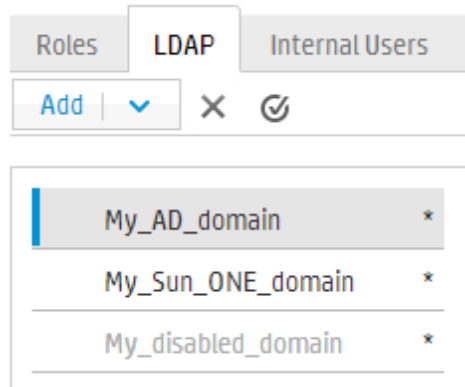 Roles LDAP Internal Users
Add
My_AD_domain *
My_Sun_ONE_domain *
My_disabled_domain *